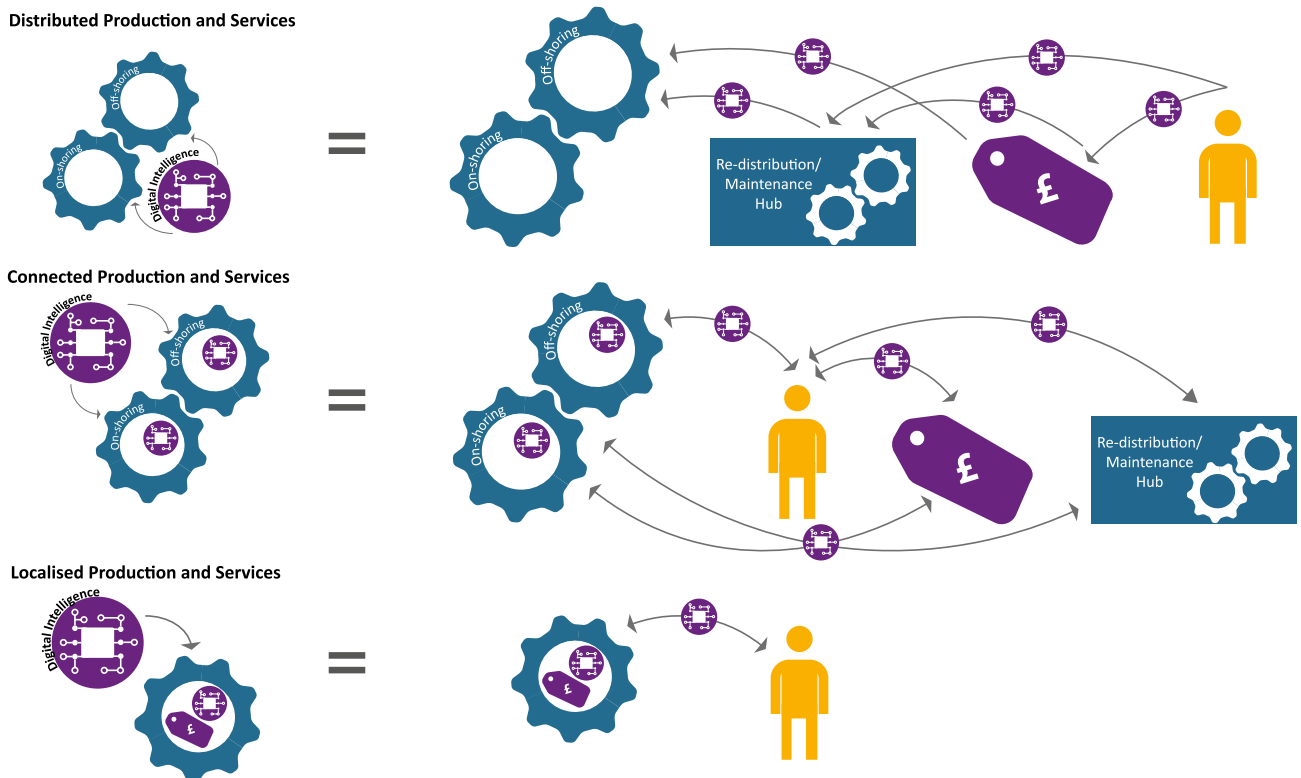 Distributed Production and Services
Off-shoring
On-shoring
Digital Intelligence
=
Off-shoring
On-shoring
Re-distribution/
Maintenance
Hub
£
Connected Production and Services
Digital Intelligence
Off-shoring
On-shoring
=
Off-shoring
On-shoring
£
Re-distribution/
Maintenance
Hub
Localised Production and Services
Digital Intelligence
£
=
£